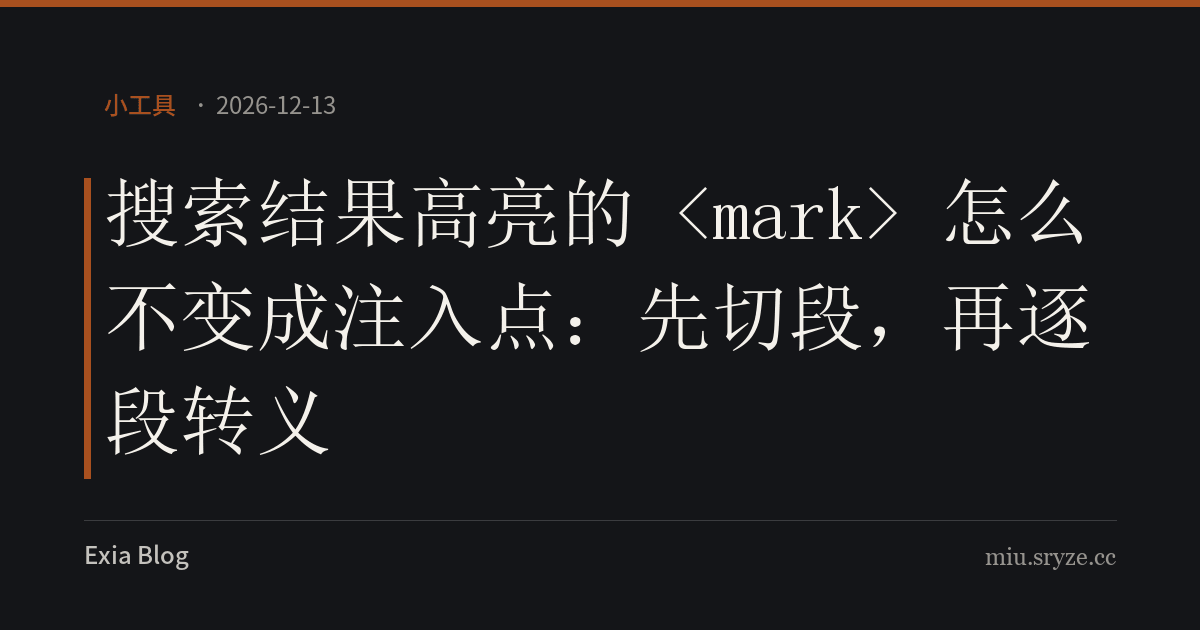 小工具 · 2026-12-13
搜索结果高亮的 <mark> 怎么
不变成注入点：先切段，再逐
段转义
Exia Blog
miu.sryze.cc